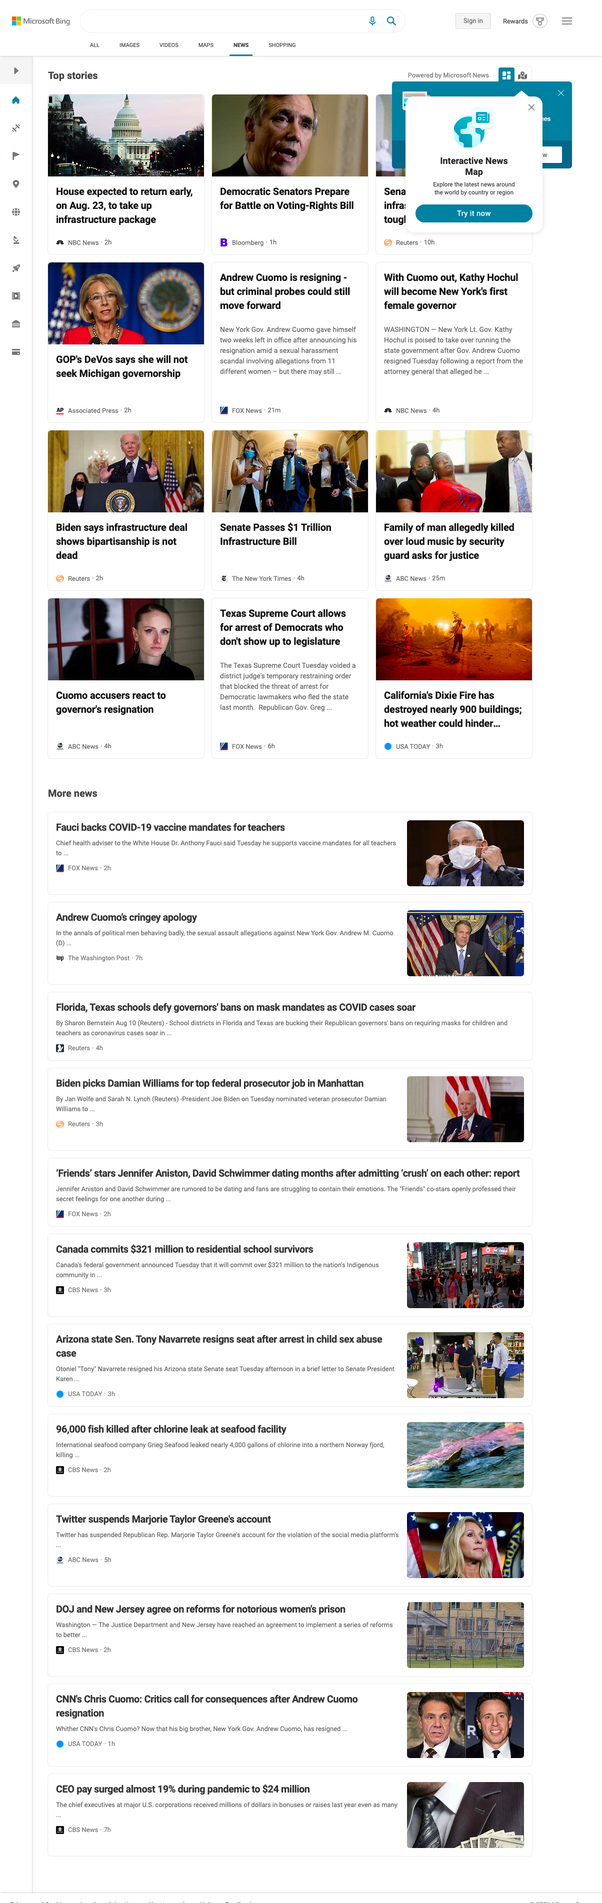 Microsoft Bing
Sign in
Rewards
ALL
IMAGES
VIDEOS
MAPS
NEWS
SHOPPING
Top stories
Powered by Microsoft News
Interactive News
Map
Explore the latest news around
the world by country or region
Try it now
House expected to return early,
on Aug. 23, to take up
infrastructure package
NBC News · 2h
Democratic Senators Prepare
for Battle on Voting-Rights Bill
Bloomberg · 1h
Sena
infras
tough
Reuters · 10h
GOP's DeVos says she will not
seek Michigan governorship
AP Associated Press · 2h
Andrew Cuomo is resigning -
but criminal probes could still
move forward
New York Gov. Andrew Cuomo gave himself
two weeks left in office after announcing his
resignation amid a sexual harassment
scandal involving allegations from 11
different women – but there may still ...
FOX News · 21m
With Cuomo out, Kathy Hochul
will become New York's first
female governor
WASHINGTON — New York Lt. Gov. Kathy
Hochul is poised to take over running the
state government after Gov. Andrew Cuomo
resigned Tuesday following a report from the
attorney general that alleged he ...
NBC News · 4h
Biden says infrastructure deal
shows bipartisanship is not
dead
Reuters · 2h
Senate Passes $1 Trillion
Infrastructure Bill
The New York Times · 4h
Family of man allegedly killed
over loud music by security
guard asks for justice
ABC News · 25m
Cuomo accusers react to
governor's resignation
ABC News · 4h
Texas Supreme Court allows
for arrest of Democrats who
don't show up to legislature
The Texas Supreme Court Tuesday voided a
district judge's temporary restraining order
that blocked the threat of arrest for
Democratic lawmakers who fled the state
last month. Republican Gov. Greg ...
FOX News · 6h
California's Dixie Fire has
destroyed nearly 900 buildings;
hot weather could hinder...
USA TODAY · 3h
More news
Fauci backs COVID-19 vaccine mandates for teachers
Chief health adviser to the White House Dr. Anthony Fauci said Tuesday he supports vaccine mandates for all teachers
to ...
FOX News · 2h
Andrew Cuomo's cringey apology
In the annals of political men behaving badly, the sexual assault allegations against New York Gov. Andrew M. Cuomo
(D) ...
wp The Washington Post · 7h
Florida, Texas schools defy governors' bans on mask mandates as COVID cases soar
By Sharon Bernstein Aug 10 (Reuters) - School districts in Florida and Texas are bucking their Republican governors' bans on requiring masks for children and
teachers as coronavirus cases soar in ...
Reuters · 4h
Biden picks Damian Williams for top federal prosecutor job in Manhattan
By Jan Wolfe and Sarah N. Lynch (Reuters) -President Joe Biden on Tuesday nominated veteran prosecutor Damian
Williams to ...
Reuters · 3h
'Friends' stars Jennifer Aniston, David Schwimmer dating months after admitting 'crush' on each other: report
Jennifer Aniston and David Schwimmer are rumored to be dating and fans are struggling to contain their emotions. The "Friends" co-stars openly professed their
secret feelings for one another during ...
FOX News · 2h
Canada commits $321 million to residential school survivors
Canada's federal government announced Tuesday that it will commit over $321 million to the nation's Indigenous
community in ...
CBS News · 3h
Arizona state Sen. Tony Navarrete resigns seat after arrest in child sex abuse
case
Otoniel "Tony" Navarrete resigned his Arizona state Senate seat Tuesday afternoon in a brief letter to Senate President
Karen ...
USA TODAY · 3h
96,000 fish killed after chlorine leak at seafood facility
International seafood company Grieg Seafood leaked nearly 4,000 gallons of chlorine into a northern Norway fjord,
killing ...
CBS News · 2h
Twitter suspends Marjorie Taylor Greene's account
Twitter has suspended Republican Rep. Marjorie Taylor Greene's account for the violation of the social media platform's
...
ABC News · 5h
DOJ and New Jersey agree on reforms for notorious women's prison
Washington — The Justice Department and New Jersey have reached an agreement to implement a series of reforms
to better ...
CBS News · 2h
CNN's Chris Cuomo: Critics call for consequences after Andrew Cuomo
resignation
Whither CNN's Chris Cuomo? Now that his big brother, New York Gov. Andrew Cuomo, has resigned ...
USA TODAY · 1h
CEO pay surged almost 19% during pandemic to $24 million
The chief executives at major U.S. corporations received millions of dollars in bonuses or raises last year even as many
...
CBS News · 7h